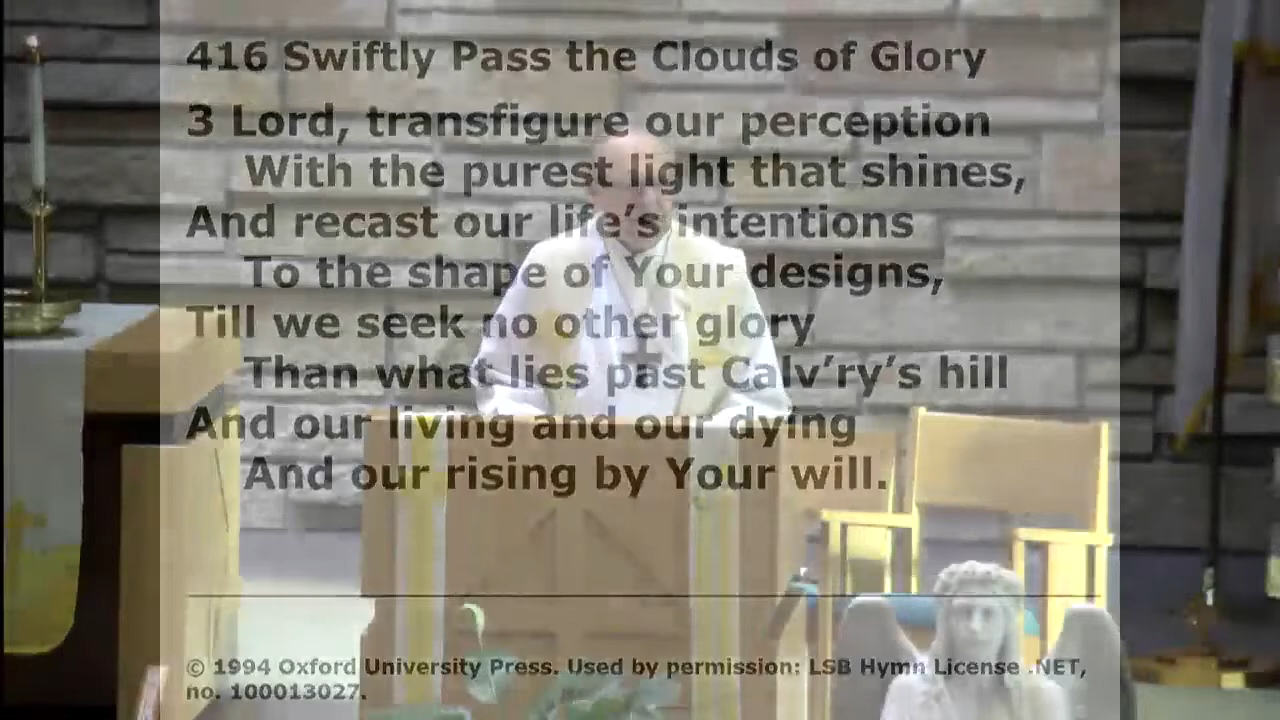 416 Swiftly Pass the Clouds of Glory
3 Lord, transfigure our perception
With the purest light that shines,
And recast our life’s intentions
To the shape of Your designs,
Till we seek no other glory
Than what lies past Calv’ry’s hill
And our living and our dying
And our rising by Your will.
© 1994 Oxford University Press. Used by permission: LSB Hymn License .NET,
no. 100013027.